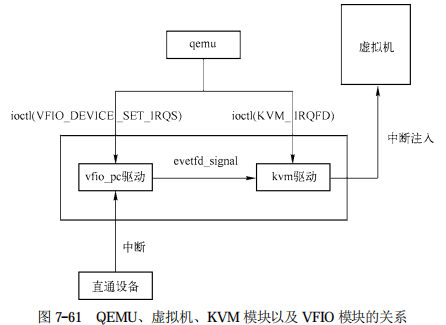 qemu
虚拟机
ioctl(VFIO_DEVICE_SET_IRQS)
ioctl(KVM_IRQFD)
中断注入
evetfd_signal
vfio_pc驱动
kvm驱动
中断
直通设备
图 7-61 QEMU、虚拟机、KVM 模块以及 VFIO 模块的关系